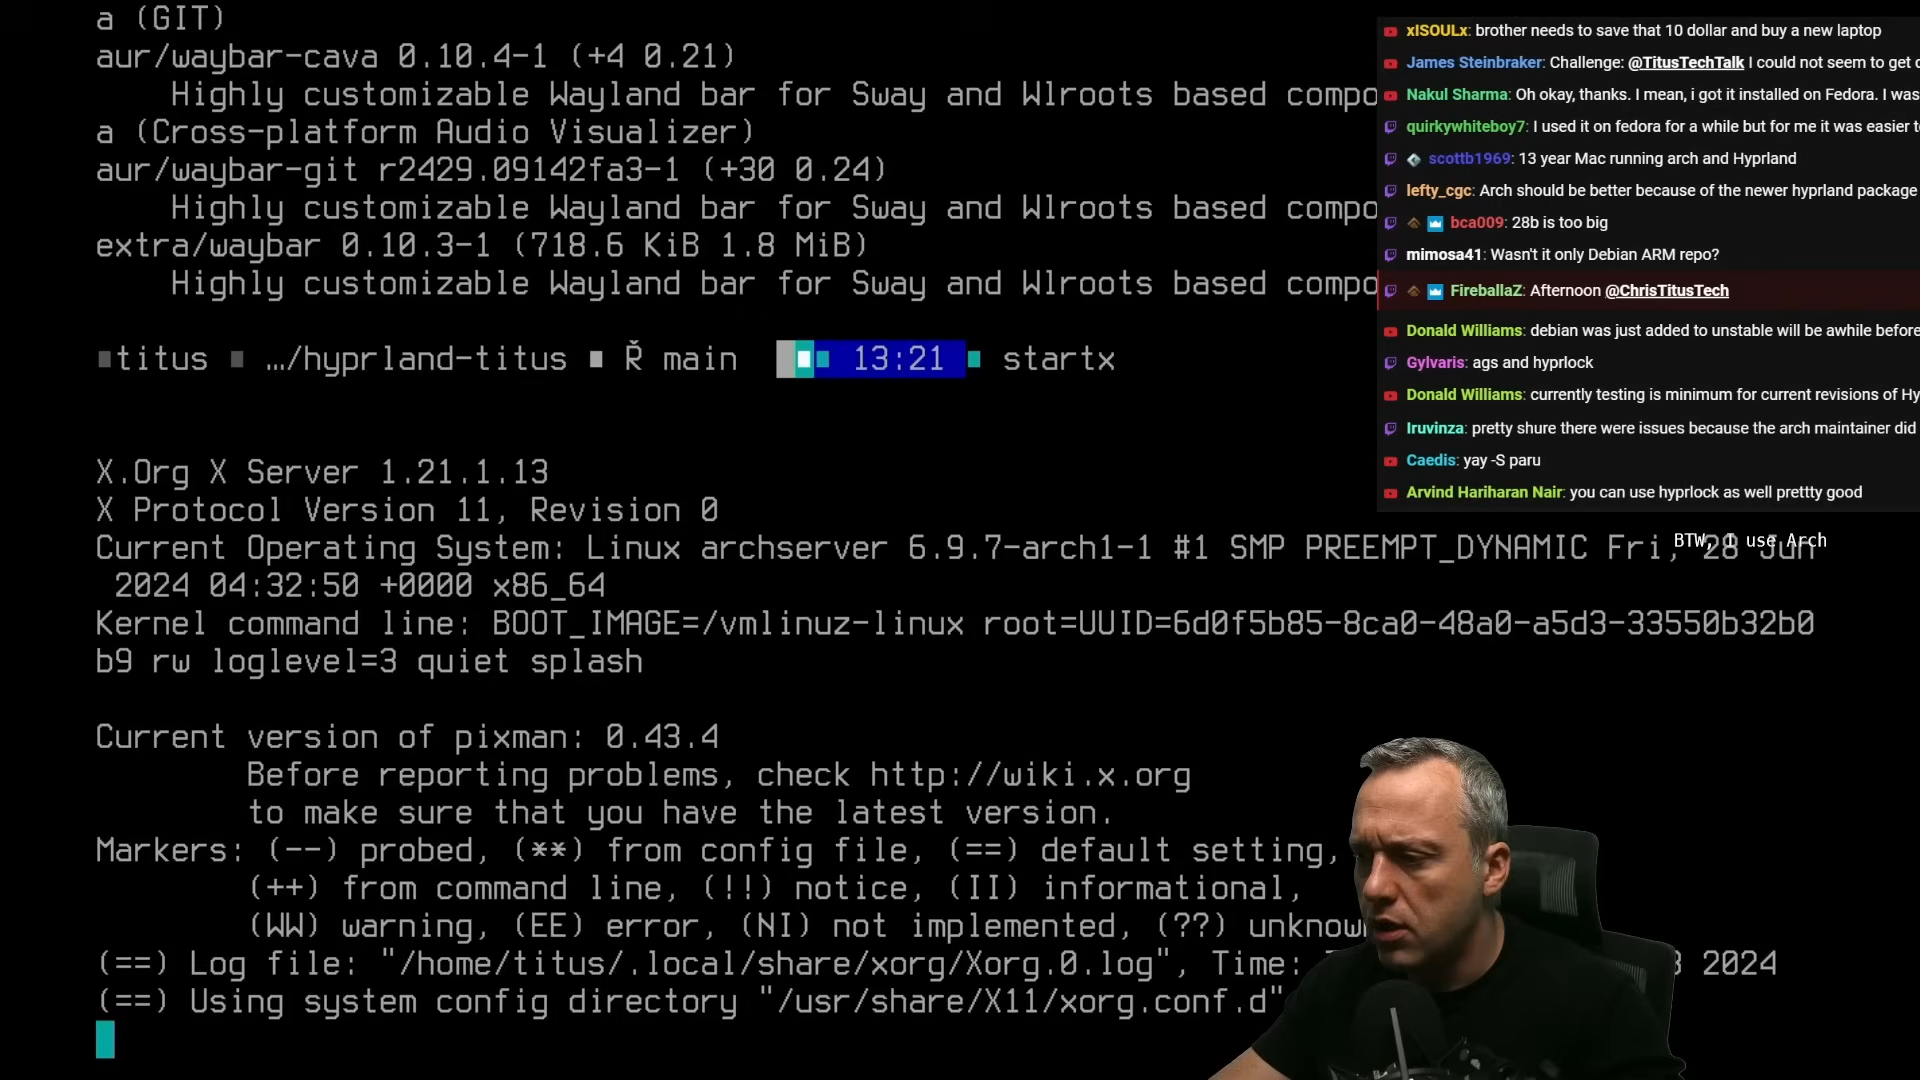 a (GIT)
aur/waybar-cava 0.10.4-1 (+4 0.21)
Highly customizable Wayland bar for Sway and Wlroots based compo
a (Cross-platform Audio Visualizer)
aur/waybar-git r2429.09142fa3-1 (+30 0.24)
Highly customizable Wayland bar for Sway and Wlroots based compo
extra/waybar 0.10.3-1 (718.6 KiB 1.8 MiB)
Highly customizable Wayland bar for Sway and Wlroots based compo
titus …/hyprland-titus Ř main 13:21 startx
X.Org X Server 1.21.1.13
X Protocol Version 11, Revision 0
Current Operating System: Linux archserver 6.9.7-arch1-1 #1 SMP PREEMPT_DYNAMIC Fri, 28 Jun
2024 04:32:50 +0000 x86_64
Kernel command line: BOOT_IMAGE=/vmlinuz-linux root=UUID=6d0f5b85-8ca0-48a0-a5d3-33550b32b0
b9 rw loglevel=3 quiet splash
Current version of pixman: 0.43.4
Before reporting problems, check http://wiki.x.org
to make sure that you have the latest version.
Markers: (--) probed, (**) from config file, (==) default setting,
(++) from command line, (!!) notice, (II) informational,
(WW) warning, (EE) error, (NI) not implemented, (??) unknow
(==) Log file: "/home/titus/.local/share/xorg/Xorg.0.log", Time: 2024
(==) Using system config directory "/usr/share/X11/xorg.conf.d"
xISOULx: brother needs to save that 10 dollar and buy a new laptop
James Steinbraker: Challenge: @TitusTechTalk I could not seem to get
Nakul Sharma: Oh okay, thanks. I mean, i got it installed on Fedora. I was
quirkywhiteboy7: I used it on fedora for a while but for me it was easier
scottb1969: 13 year Mac running arch and Hyprland
lefty_cgc: Arch should be better because of the newer hyprland package
bca009: 28b is too big
mimosa41: Wasn't it only Debian ARM repo?
FireballaZ: Afternoon @ChrisTitusTech
Donald Williams: debian was just added to unstable will be awhile before
Gylvaris: ags and hyprlock
Donald Williams: currently testing is minimum for current revisions of Hy
Iruvinza: pretty shure there were issues because the arch maintainer did
Caedis: yay -S paru
Arvind Hariharan Nair: you can use hyprlock as well prettty good
BTW, I use Arch